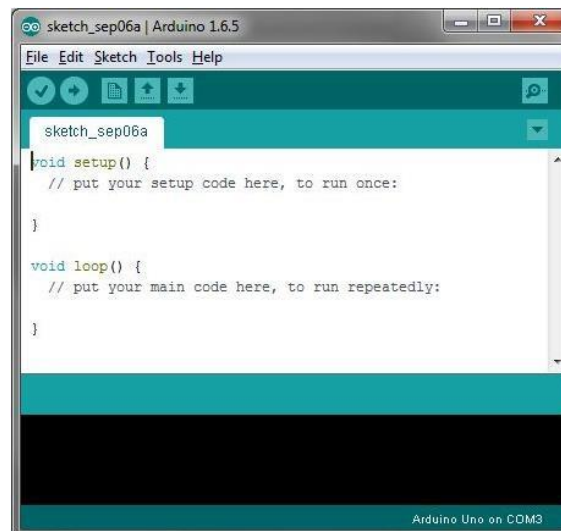 sketch_sep06a | Arduino 1.6.5
File Edit Sketch Tools Help
sketch_sep06a
void setup() {
  // put your setup code here, to run once:
}
void loop() {
  // put your main code here, to run repeatedly:
}
Arduino Uno on COM3